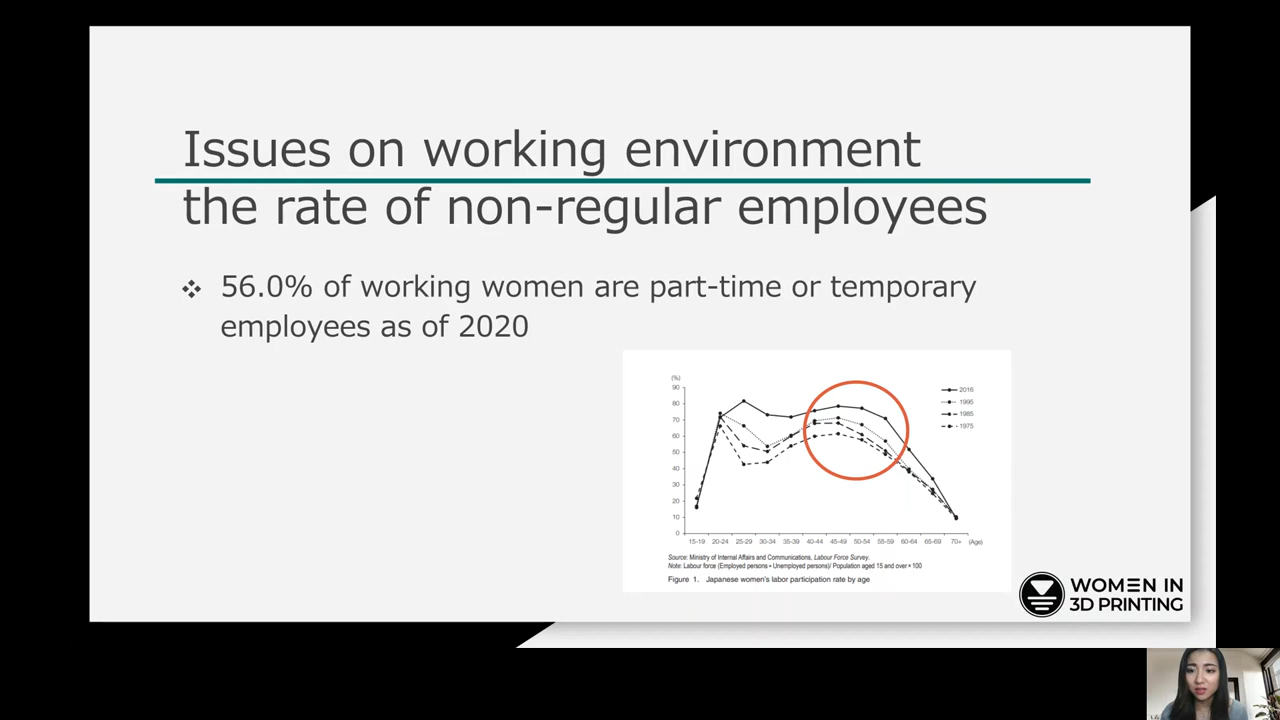 Issues on working environment
the rate of non-regular employees
❖ 56.0% of working women are part-time or temporary
employees as of 2020
(%)
90
80
70
60
50
40
30
20
10
0
2016
1995
1985
1975
15-19 20-24 25-29 30-34 35-39 40-44 45-49 50-54 55-59 60-64 65-69 70+ (Age)
Source: Ministry of Internal Affairs and Communications, Labour Force Survey.
Note: Labour force (Employed persons + Unemployed persons)/ Population aged 15 and over × 100
Figure 1. Japanese women's labor participation rate by age
WOMEN IN
3D PRINTING